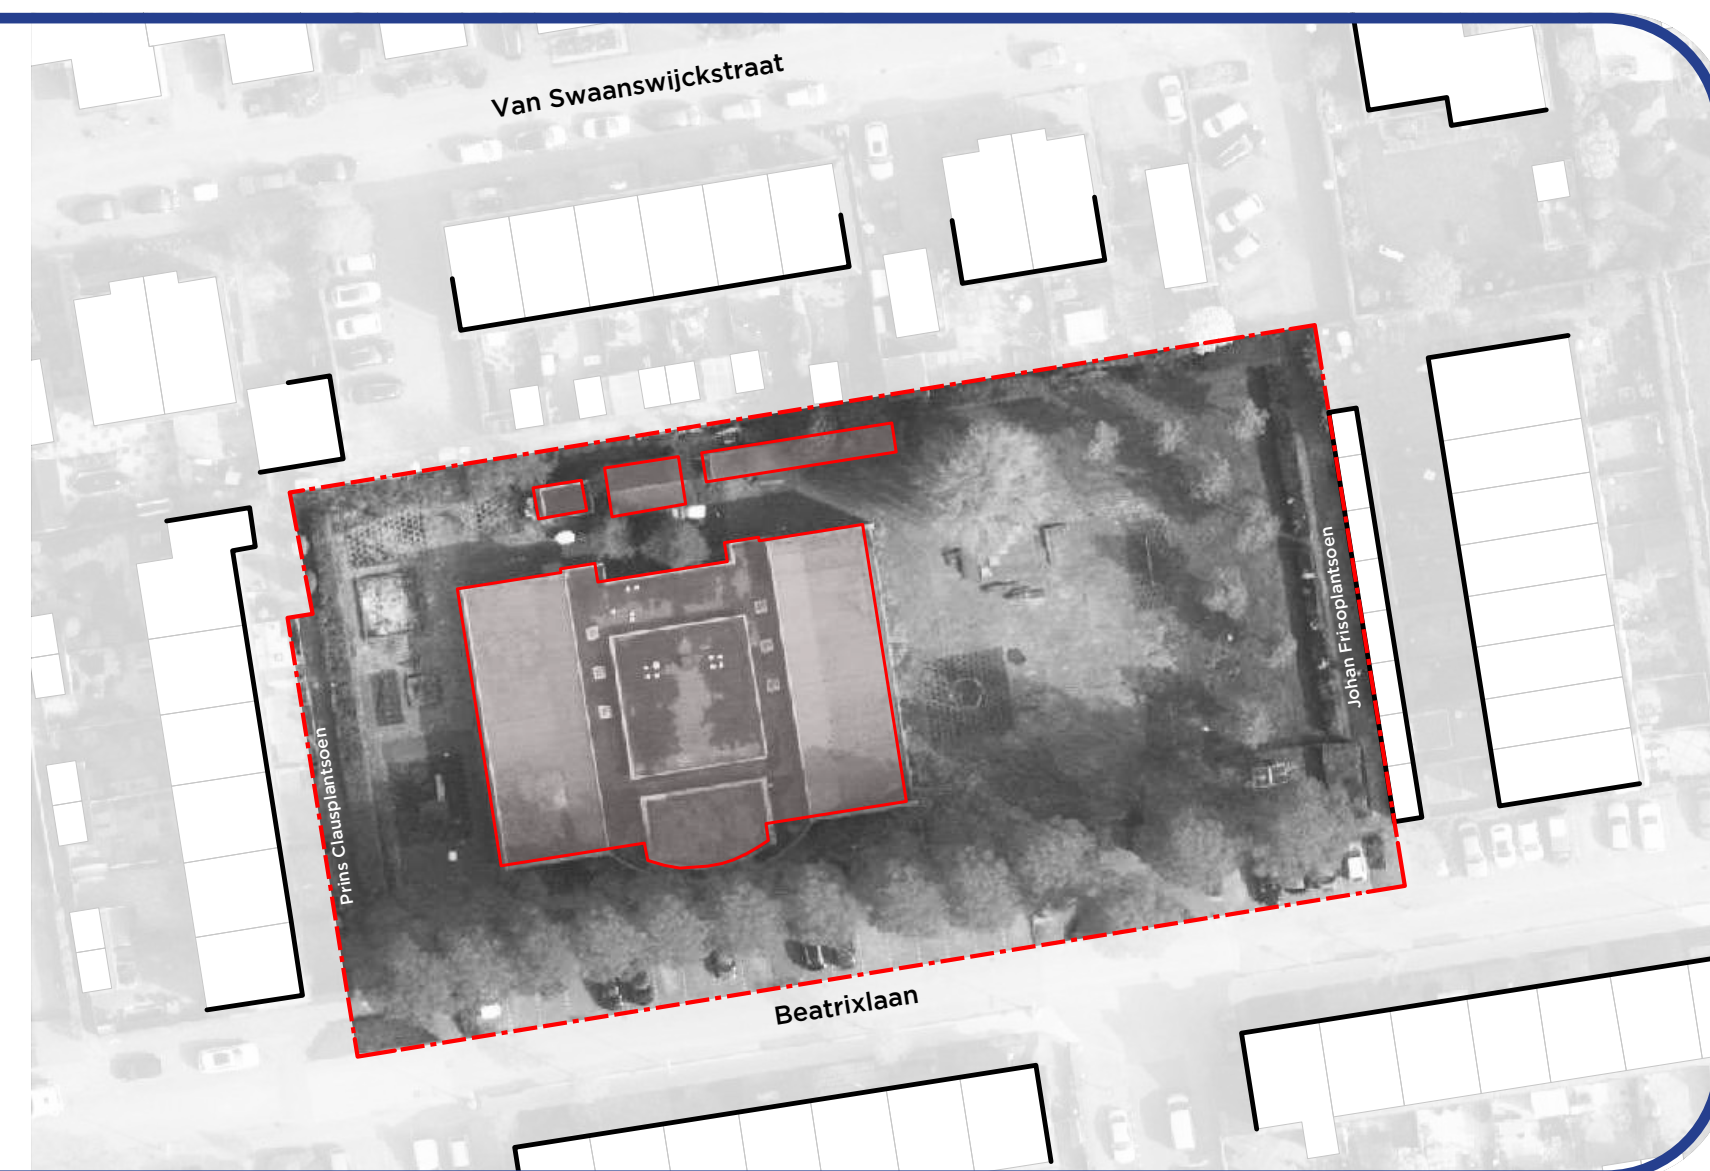 Van Swaanswijckstraat
Johan Frisoplantsoen
Prins Clausplantsoen
Beatrixlaan